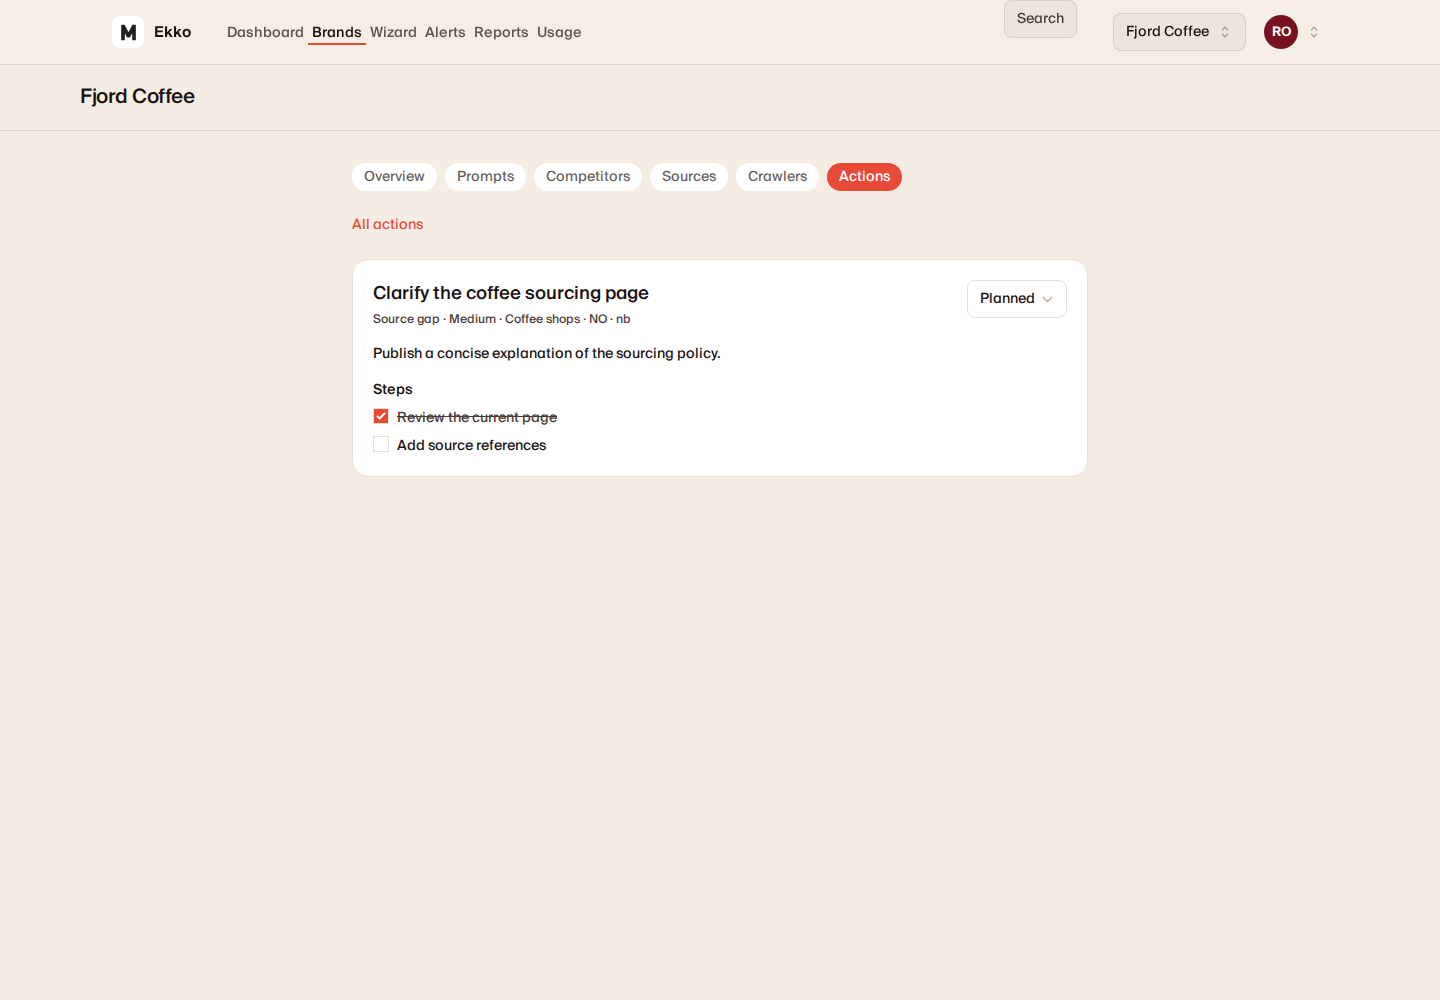 M Ekko Dashboard Brands Wizard Alerts Reports Usage Search Fjord Coffee RO
Fjord Coffee
Overview Prompts Competitors Sources Crawlers Actions
All actions
Clarify the coffee sourcing page Planned
Source gap · Medium · Coffee shops · NO · nb
Publish a concise explanation of the sourcing policy.
Steps
Review the current page
Add source references